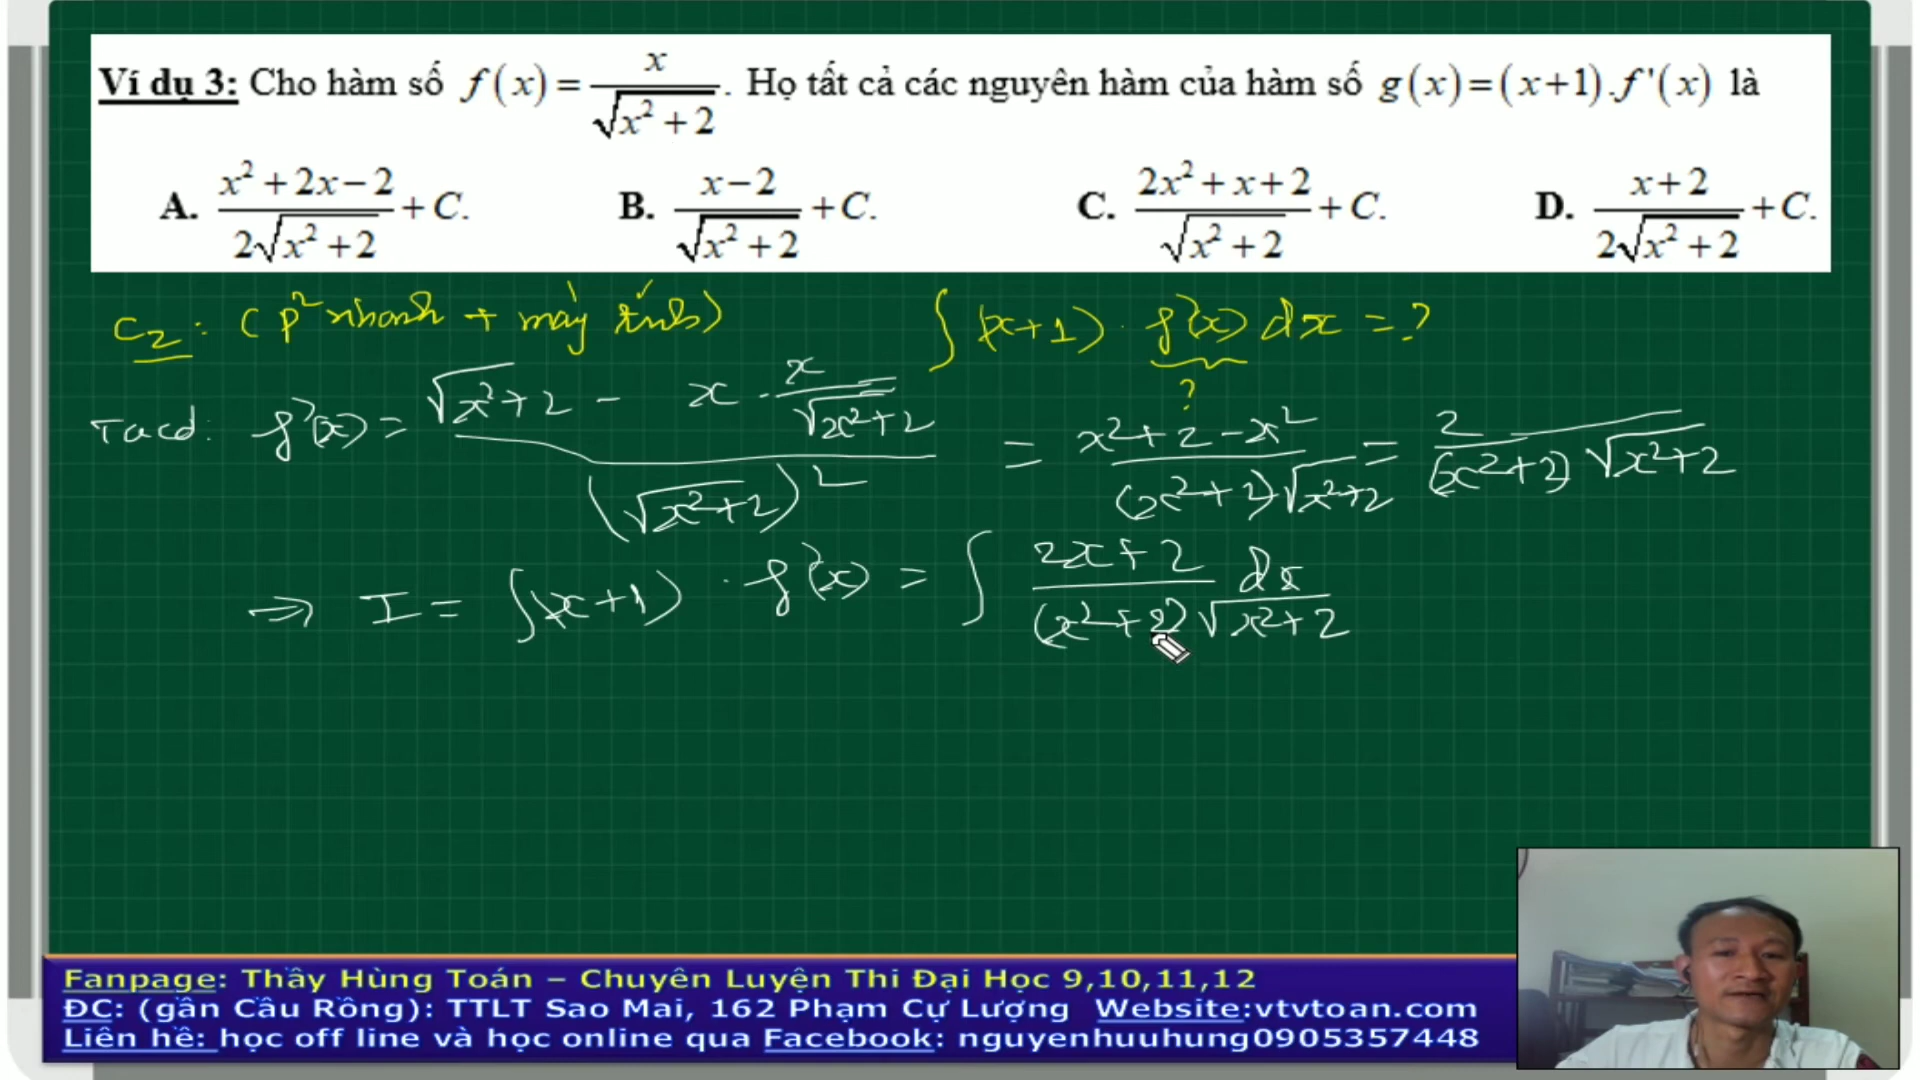 Ví dụ 3: Cho hàm số f(x) = x/√(x² + 2). Họ tất cả các nguyên hàm của hàm số g(x) = (x+1).f'(x) là
A. (x² + 2x − 2)/(2√(x² + 2)) + C. B. (x − 2)/√(x² + 2) + C. C. (2x² + x + 2)/√(x² + 2) + C. D. (x + 2)/(2√(x² + 2)) + C.
C2: (P² nhanh + máy tính) ∫(x+1).f'(x)dx = ?
?
Ta có: f'(x) = (√(x²+2) − x . x/√(x²+2))/(√(x²+2))² = (x²+2−x²)/((x²+2)√(x²+2)) = 2/((x²+2)√(x²+2))
⇒ I = ∫(x+1) . f'(x) = ∫ (2x+2)/((x²+2)√(x²+2)) dx
Fanpage: Thầy Hùng Toán – Chuyên Luyện Thi Đại Học 9,10,11,12
ĐC: (gần Cầu Rồng): TTLT Sao Mai, 162 Phạm Cự Lượng Website:vtvtoan.com
Liên hề: học off line và học online qua Facebook: nguyenhuuhung0905357448